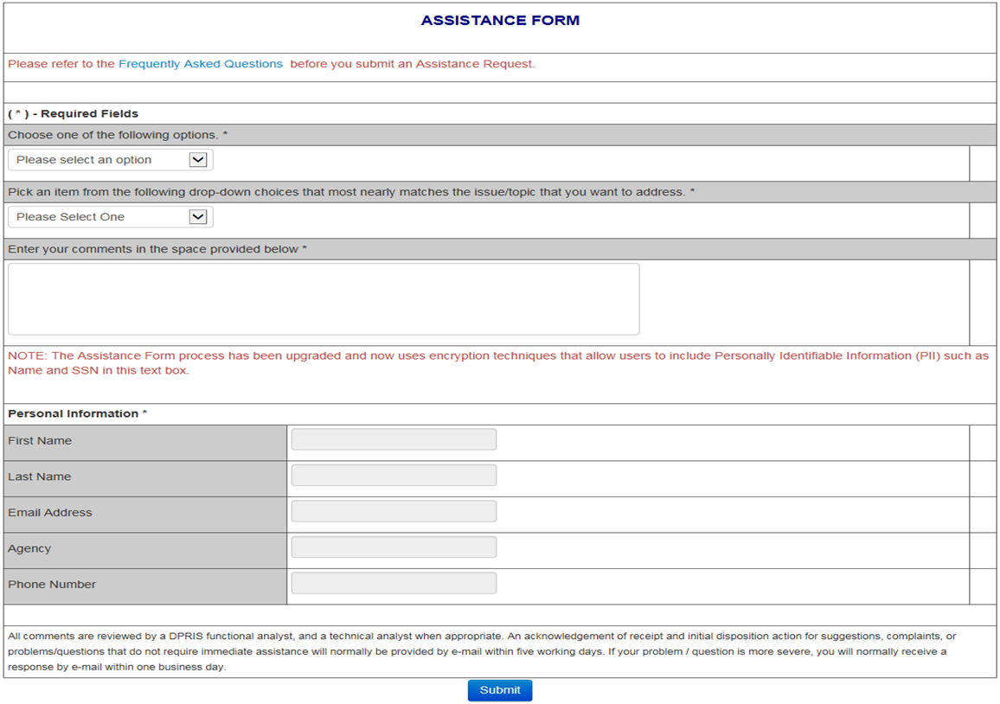 ASSISTANCE FORM
Please refer to the Frequently Asked Questions before you submit an Assistance Request.
( * ) - Required Fields
Choose one of the following options. *
Please select an option
Pick an item from the following drop-down choices that most nearly matches the issue/topic that you want to address. *
Please Select One
Enter your comments in the space provided below *
NOTE: The Assistance Form process has been upgraded and now uses encryption techniques that allow users to include Personally Identifiable Information (PII) such as
Name and SSN in this text box.
Personal Information *
First Name
Last Name
Email Address
Agency
Phone Number
All comments are reviewed by a DPRIS functional analyst, and a technical analyst when appropriate. An acknowledgement of receipt and initial disposition action for suggestions, complaints, or
problems/questions that do not require immediate assistance will normally be provided by e-mail within five working days. If your problem / question is more severe, you will normally receive a
response by e-mail within one business day.
Submit